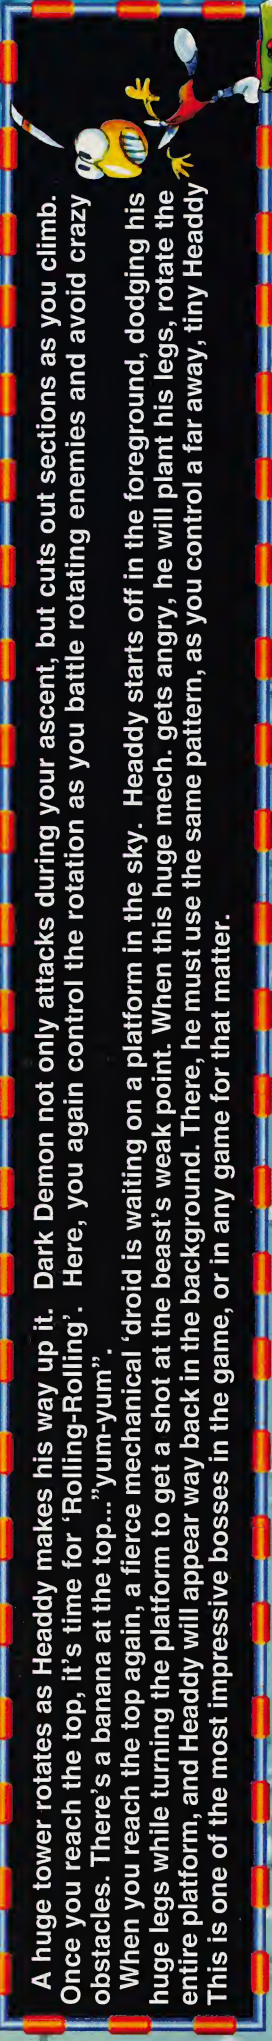 A huge tower rotates as Headdy makes his way up it.  Dark Demon not only attacks during your ascent, but cuts out sections as you climb.
Once you reach the top, it's time for ‘Rolling-Rolling’.  Here, you again control the rotation as you battle rotating enemies and avoid crazy
obstacles. There's a banana at the top..."yum-yum".
When you reach the top again, a fierce mechanical ‘droid is waiting on a platform in the sky.  Headdy starts off in the foreground, dodging his
huge legs while turning the platform to get a shot at the beast's weak point.  When this huge mech. gets angry, he will plant his legs, rotate the
entire platform, and Headdy will appear way back in the background. There, he must use the same pattern, as you control a far away, tiny Headdy
This is one of the most impressive bosses in the game, or in any game for that matter.